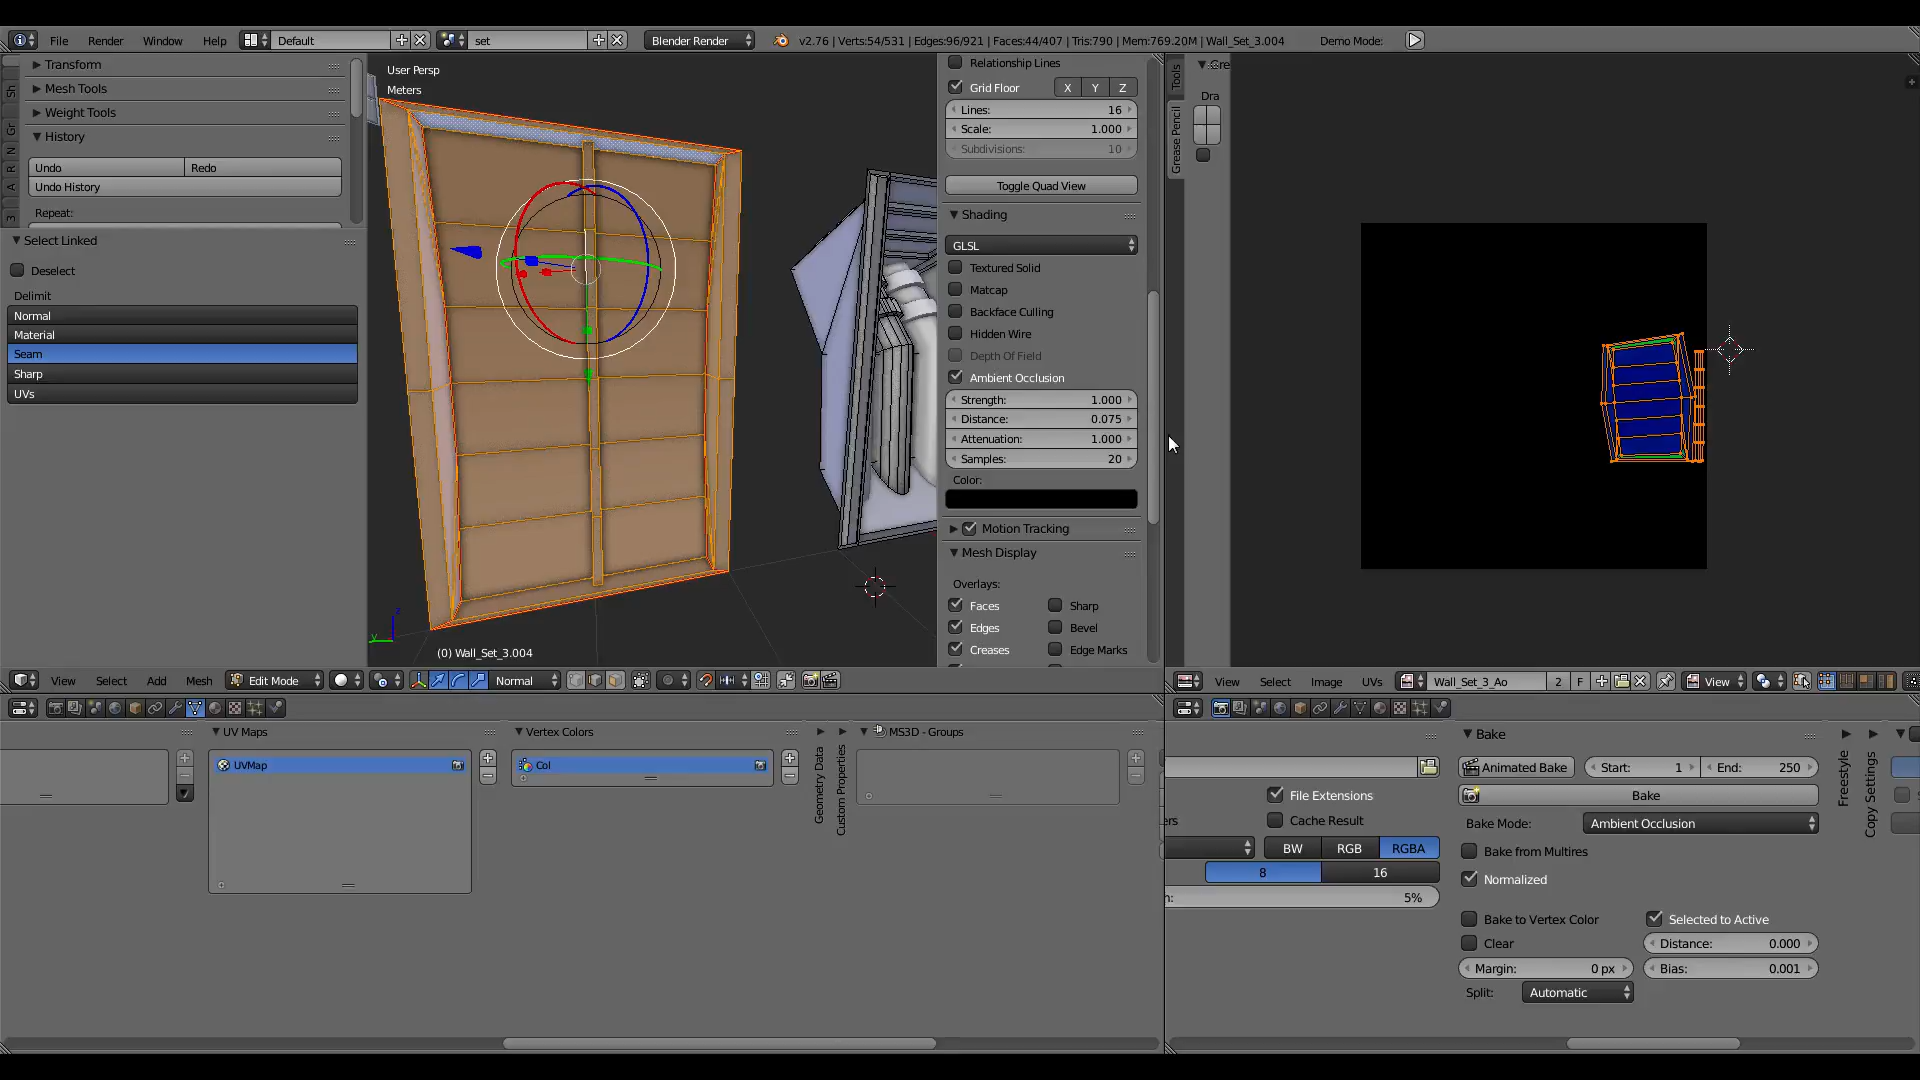 File Render Window Help Default set Blender Render v2.76 | Verts:54/531 | Edges:96/921 | Faces:44/407 | Tris:790 | Mem:769.20M | Wall_Set_3.004 Demo Mode:
Transform
Mesh Tools
Weight Tools
History
Undo Redo
Undo History
Repeat:
Select Linked
Deselect
Delimit
Normal
Material
Seam
Sharp
UVs
Sh
Gr
N
R
A
3
User Persp
Meters
(0) Wall_Set_3.004
z
y
Relationship Lines
Grid Floor X Y Z
Lines: 16
Scale: 1.000
Subdivisions: 10
Toggle Quad View
Shading
GLSL
Textured Solid
Matcap
Backface Culling
Hidden Wire
Depth Of Field
Ambient Occlusion
Strength: 1.000
Distance: 0.075
Attenuation: 1.000
Samples: 20
Color:
Motion Tracking
Mesh Display
Overlays:
Faces Sharp
Edges Bevel
Creases Edge Marks
Tools
Grease Pencil
Gre
Dra
View Select Add Mesh Edit Mode Normal
View Select Image UVs Wall_Set_3_Ao 2 F View
UV Maps
UVMap
Vertex Colors
Col
Geometry Data
Custom Properties
MS3D - Groups
File Extensions
ers Cache Result
BW RGB RGBA
8 16
n: 5%
Bake
Animated Bake Start: 1 End: 250
Bake
Bake Mode: Ambient Occlusion
Bake from Multires
Normalized
Bake to Vertex Color Selected to Active
Clear Distance: 0.000
Margin: 0 px Bias: 0.001
Split: Automatic
Freestyle
Copy Settings